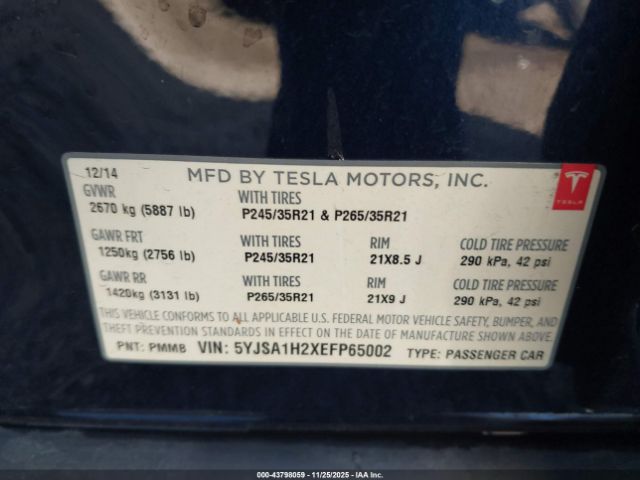 12/14
MFD BY TESLA MOTORS, INC.
TESLA
GVWR WITH TIRES
2670 kg (5887 lb) P245/35R21 & P265/35R21
GAWR FRT WITH TIRES RIM COLD TIRE PRESSURE
1250kg (2756 lb) P245/35R21 21X8.5 J 290 kPa, 42 psi
GAWR RR WITH TIRES RIM COLD TIRE PRESSURE
1420kg (3131 lb) P265/35R21 21X9 J 290 kPa, 42 psi
THIS VEHICLE CONFORMS TO ALL APPLICABLE U.S. FEDERAL MOTOR VEHICLE SAFETY, BUMPER, AND
THEFT PREVENTION STANDARDS IN EFFECT ON THE DATE OF MANUFACTURE SHOWN ABOVE.
PNT: PMMB VIN: 5YJSA1H2XEFP65002 TYPE: PASSENGER CAR
000-43798059 - 11/25/2025 - IAAI Inc.